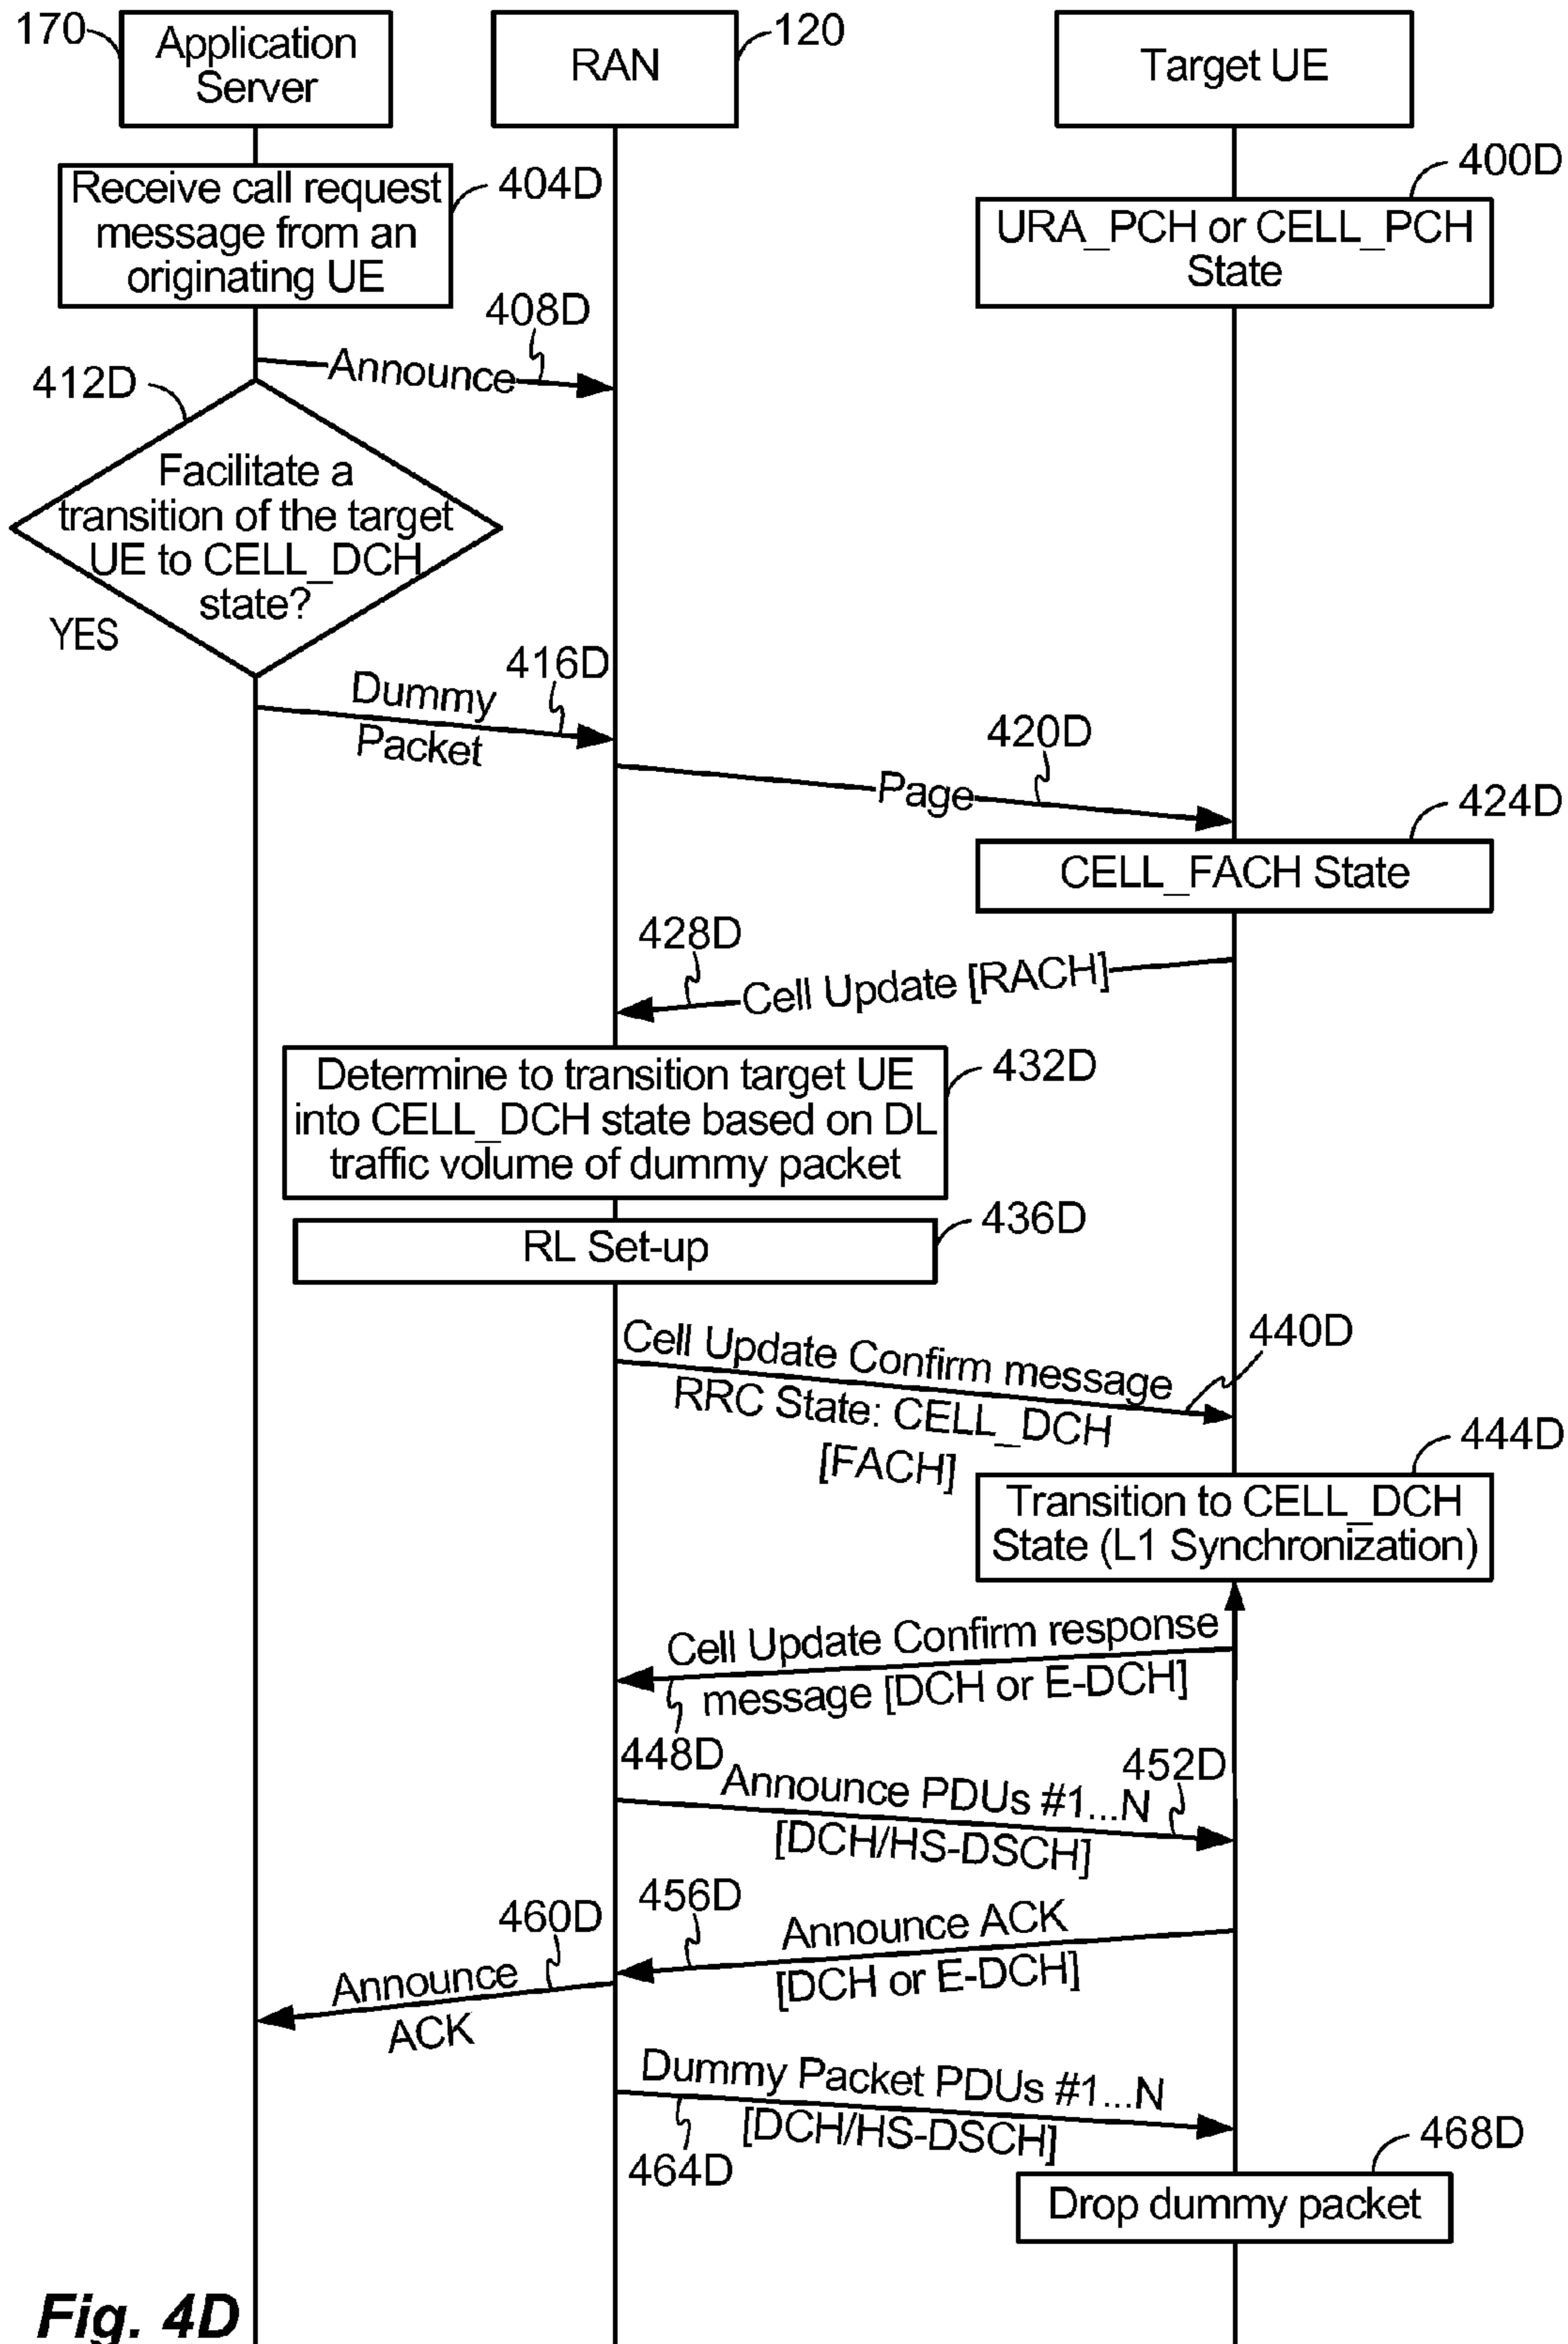 170
Application
Server
RAN
120
Target UE
Receive call request
message from an
originating UE
404D
400D
URA_PCH or CELL_PCH
State
408D
Announce
412D
Facilitate a
transition of the target
UE to CELL_DCH
state?
YES
416D
Dummy
Packet
420D
Page
424D
CELL_FACH State
428D
Cell Update [RACH]
Determine to transition target UE
into CELL_DCH state based on DL
traffic volume of dummy packet
432D
RL Set-up
436D
Cell Update Confirm message
RRC State: CELL_DCH
[FACH]
440D
444D
Transition to CELL_DCH
State (L1 Synchronization)
Cell Update Confirm response
message [DCH or E-DCH]
448D
Announce PDUs #1...N
[DCH/HS-DSCH]
452D
456D
Announce ACK
[DCH or E-DCH]
460D
Announce
ACK
Dummy Packet PDUs #1...N
[DCH/HS-DSCH]
464D
468D
Drop dummy packet
Fig. 4D